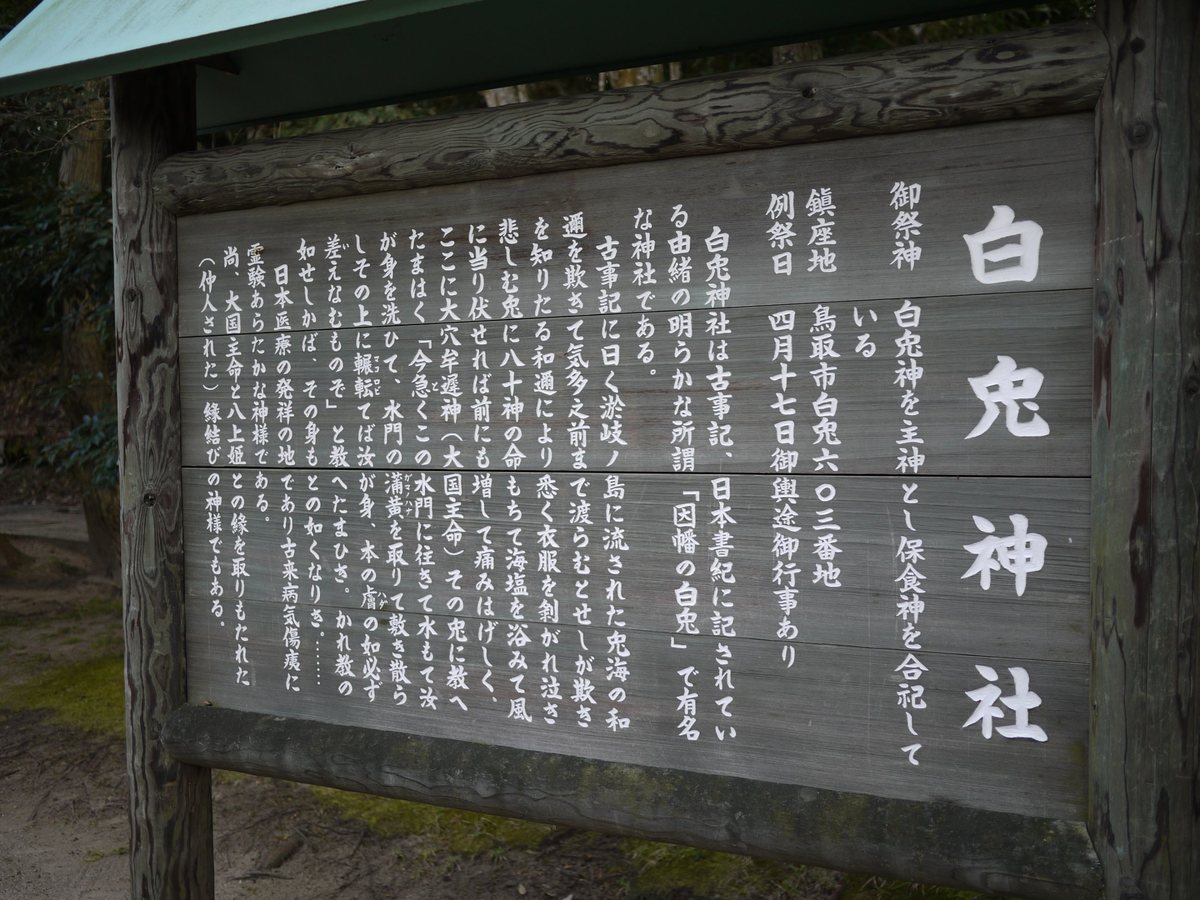 白兎神社
御祭神　白兎神を主神とし保食神を合祀して
いる
鎮座地　鳥取市白兎六〇三番地
例祭日　四月十七日御輿途御行事あり
白兎神社は古事記、日本書紀に記されてい
る由緒の明らかな所謂「因幡の白兎」で有名
な神社である。
古事記に曰く淤岐ノ島に流された兎海の和
邇を欺きて気多之前まで渡らむとせしが欺き
を知りたる和邇により悉く衣服を剝がれ泣き
悲しむ兎に八十神の命もちて海塩を浴みて風
に当り伏せれば前にも増して痛みはげしく、
ここに大穴牟遲神（大国主命）その兎に教へ
たまはく「今急くこの水門に往きて水もて汝
が身を洗ひて、水門の蒲黄を取りて敷き散ら
しその上に輾転てば汝が身、本の膚の如必ず
差えなむものぞ」と教へたまひき。かれ教の
如せしかば、その身もとの如くなりき。……
日本医療の発祥の地であり古来病気傷痍に
霊験あらたかな神様である。
尚、大国主命と八上姫との縁を取りもたれた
（仲人された）縁結びの神様でもある。